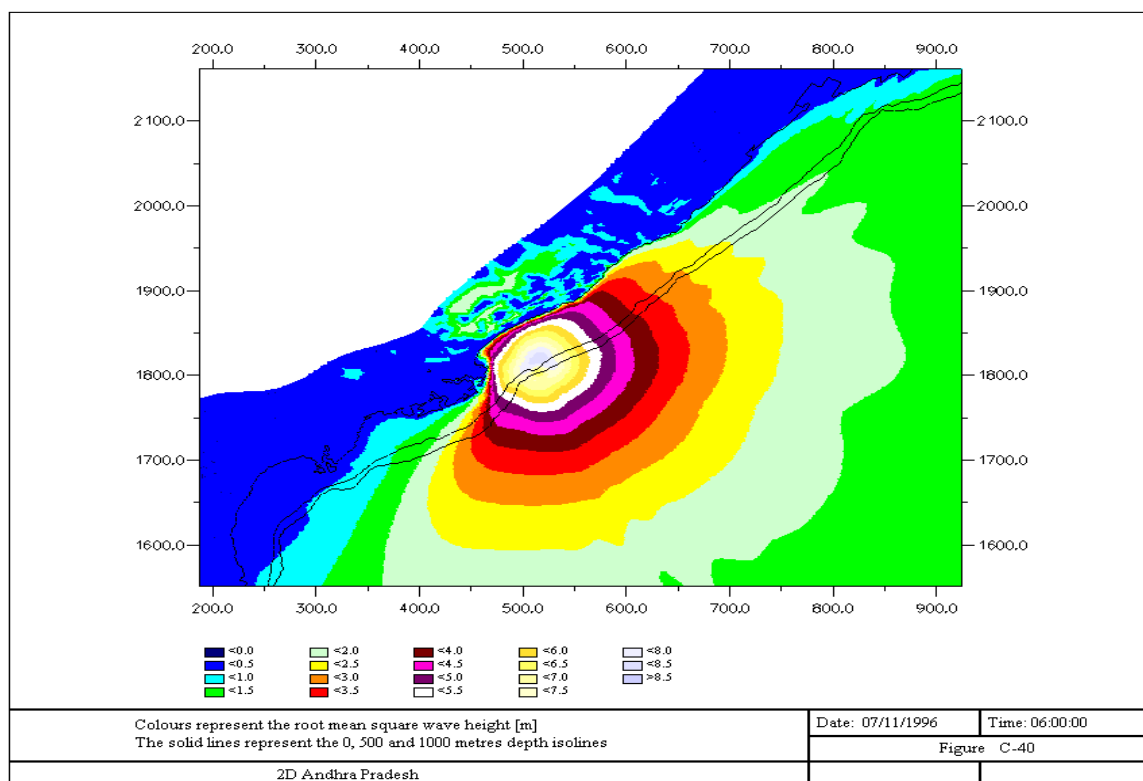 200.0 300.0 400.0 500.0 600.0 700.0 800.0 900.0
2100.0 2100.0
2000.0 2000.0
1900.0 1900.0
1800.0 1800.0
1700.0 1700.0
1600.0 1600.0
200.0 300.0 400.0 500.0 600.0 700.0 800.0 900.0
<0.0 <2.0 <4.0 <6.0 <8.0
<0.5 <2.5 <4.5 <6.5 <8.5
<1.0 <3.0 <5.0 <7.0 >8.5
<1.5 <3.5 <5.5 <7.5
Colours represent the root mean square wave height [m]
The solid lines represent the 0, 500 and 1000 metres depth isolines
Date: 07/11/1996 Time: 06:00:00
Figure C-40
2D Andhra Pradesh